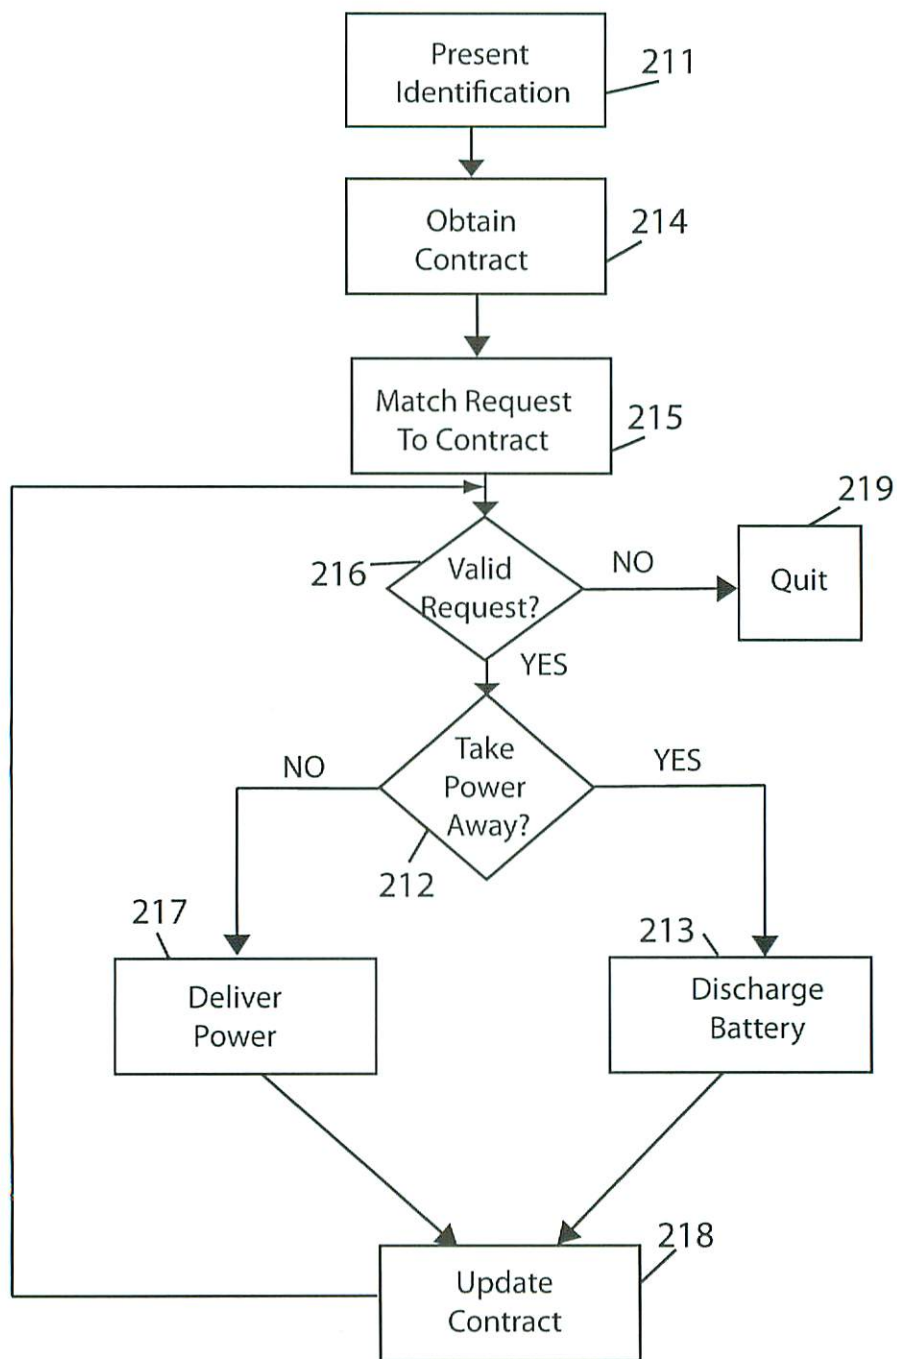 Present
Identification
211
Obtain
Contract
214
Match Request
To Contract
215
219
216
Valid
Request?
NO
Quit
YES
Take
Power
Away?
NO
YES
212
217
213
Deliver
Power
Discharge
Battery
218
Update
Contract